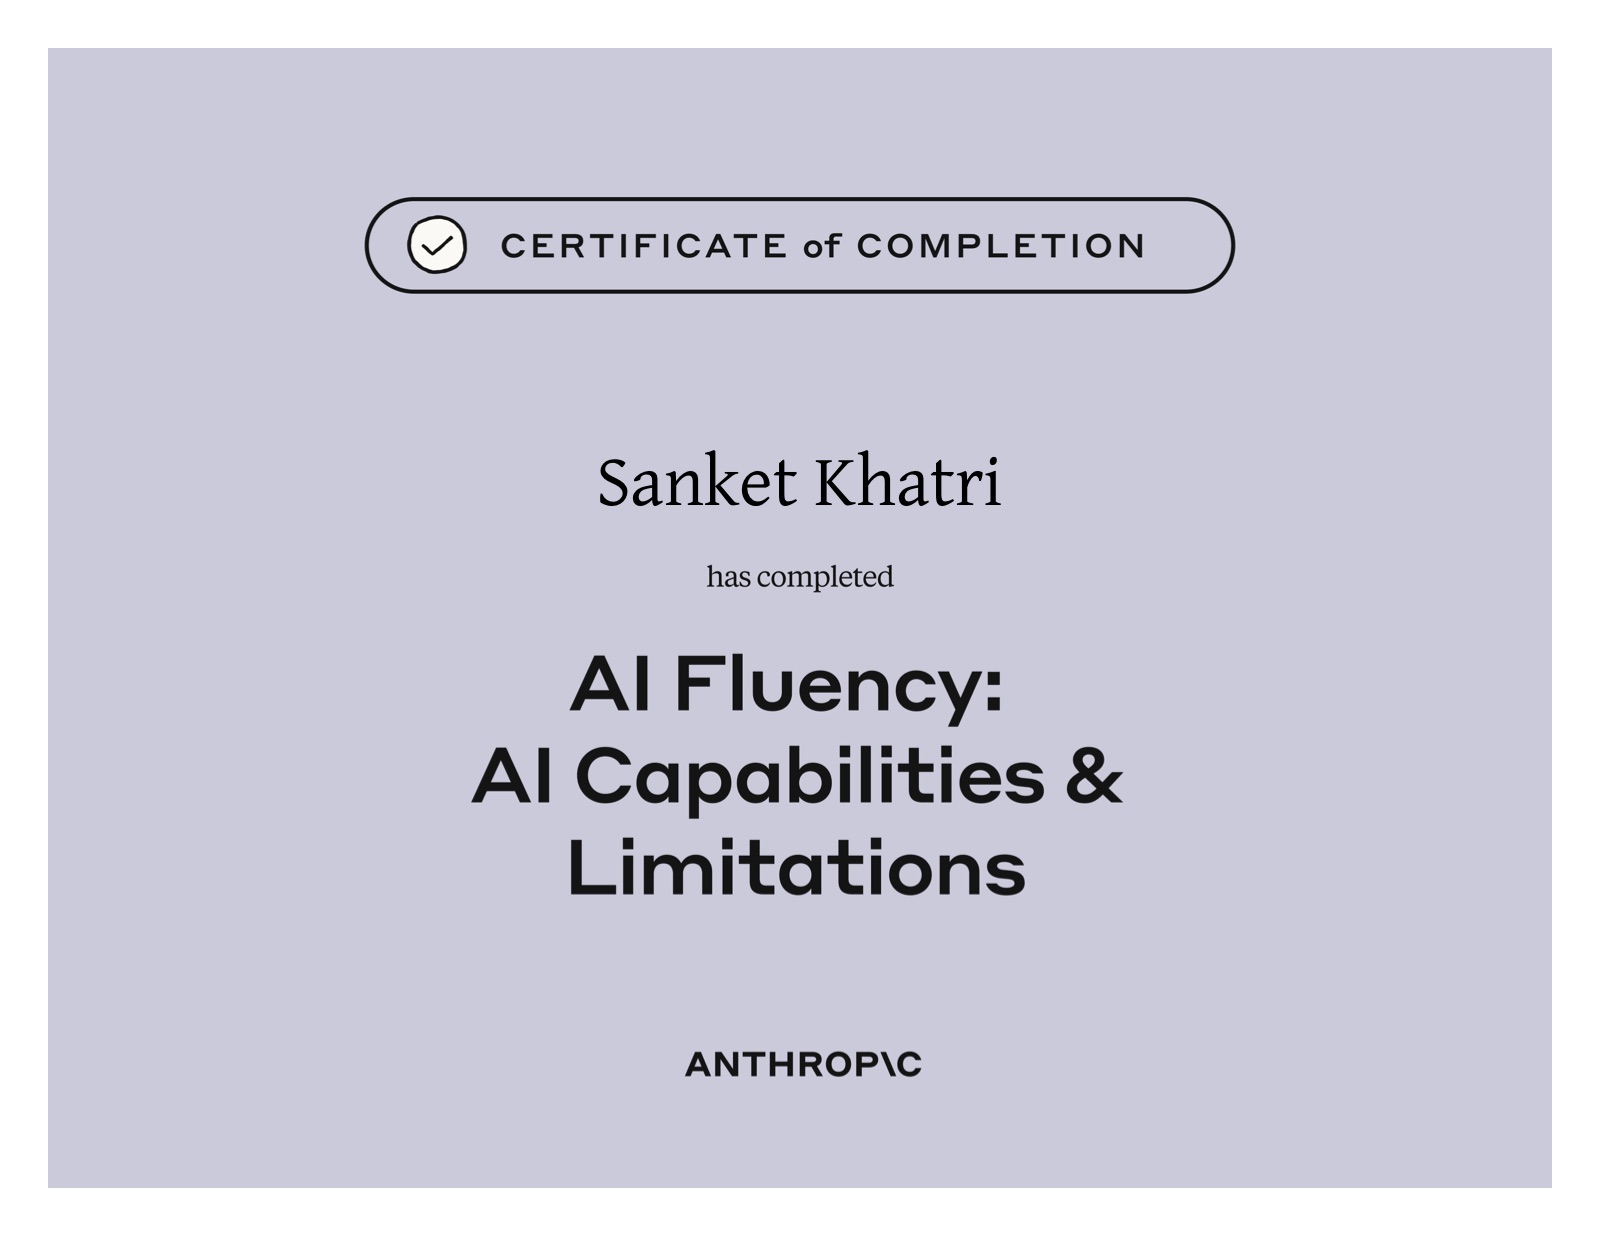 CERTIFICATE of COMPLETION
Sanket Khatri
has completed
AI Fluency:
AI Capabilities &
Limitations
ANTHROP\C